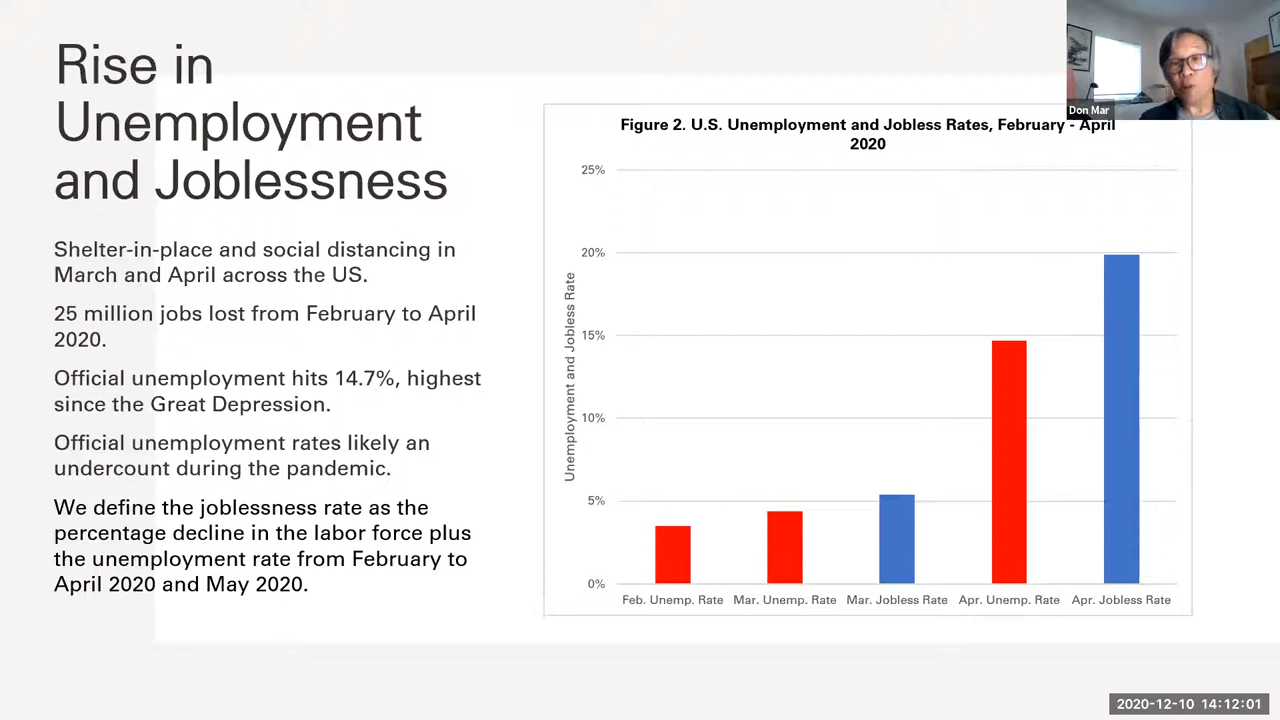 Rise in
Unemployment
and Joblessness
Shelter-in-place and social distancing in
March and April across the US.
25 million jobs lost from February to April
2020.
Official unemployment hits 14.7%, highest
since the Great Depression.
Official unemployment rates likely an
undercount during the pandemic.
We define the joblessness rate as the
percentage decline in the labor force plus
the unemployment rate from February to
April 2020 and May 2020.
Don Mar
Figure 2. U.S. Unemployment and Jobless Rates, February - April
2020
Unemployment and Jobless Rate
25%
20%
15%
10%
5%
0%
Feb. Unemp. Rate
Mar. Unemp. Rate
Mar. Jobless Rate
Apr. Unemp. Rate
Apr. Jobless Rate
2020-12-10 14:12:01